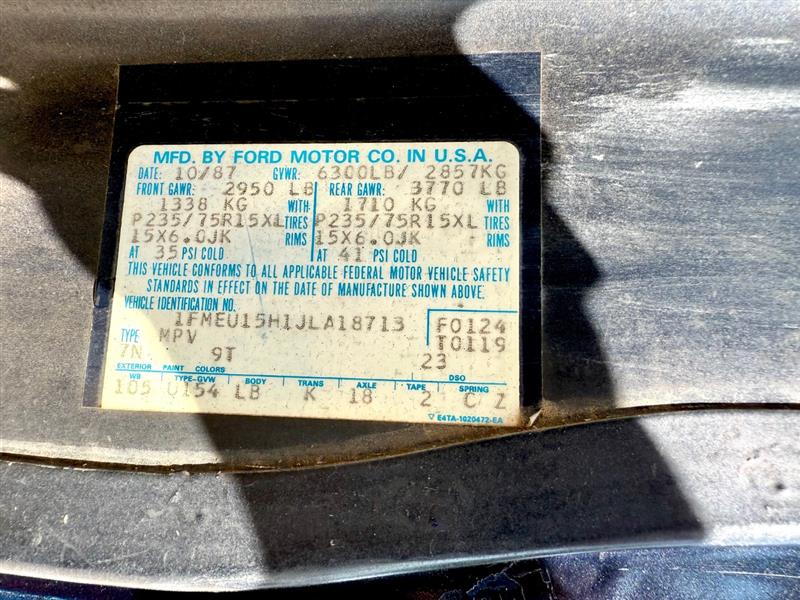 MFD. BY FORD MOTOR CO. IN U.S.A.
DATE: 10/87 GVWR: 6300LB/ 2857KG
FRONT GAWR: 2950 LB REAR GAWR: 3770 LB
1338 KG WITH 1710 KG WITH
P235/75R15XL TIRES P235/75R15XL TIRES
15X6.0JK RIMS 15X6.0JK RIMS
AT 35 PSI COLD AT 41 PSI COLD
THIS VEHICLE CONFORMS TO ALL APPLICABLE FEDERAL MOTOR VEHICLE SAFETY
STANDARDS IN EFFECT ON THE DATE OF MANUFACTURE SHOWN ABOVE.
VEHICLE IDENTIFICATION NO.
1FMEU15H1JLA18713 F0124
TYPE MPV T0119
7N 9T 23
EXTERIOR PAINT COLORS DSO
WB TYPE-GVW BODY TRANS AXLE TAPE SPRING
105 U154 LB K 18 2 C Z
E4TA-1020472-EA